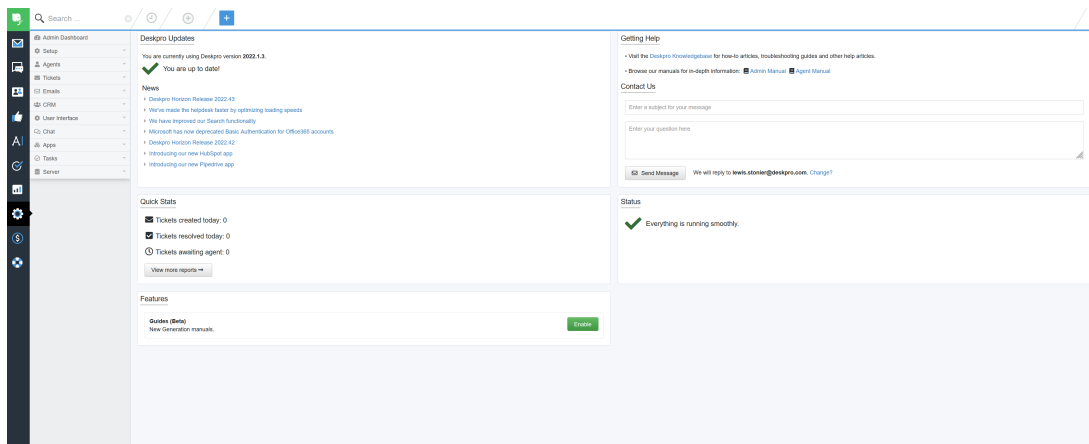 Search ...
+
Admin Dashboard
Setup
Agents
Tickets
Emails
CRM
User Interface
Chat
Apps
Tasks
Server
Deskpro Updates
You are currently using Deskpro version 2022.1.3.
You are up to date!
News
Deskpro Horizon Release 2022.43
We've made the helpdesk faster by optimizing loading speeds
We have improved our Search functionality
Microsoft has now deprecated Basic Authentication for Office365 accounts
Deskpro Horizon Release 2022.42
Introducing our new HubSpot app
Introducing our new Pipedrive app
Getting Help
• Visit the Deskpro Knowledgebase for how-to articles, troubleshooting guides and other help articles.
• Browse our manuals for in-depth information: Admin Manual Agent Manual
Contact Us
Enter a subject for your message
Enter your question here
Send Message We will reply to lewis.stonier@deskpro.com. Change?
Quick Stats
Tickets created today: 0
Tickets resolved today: 0
Tickets awaiting agent: 0
View more reports →
Status
Everything is running smoothly.
Features
Guides (Beta)
New Generation manuals.
Enable